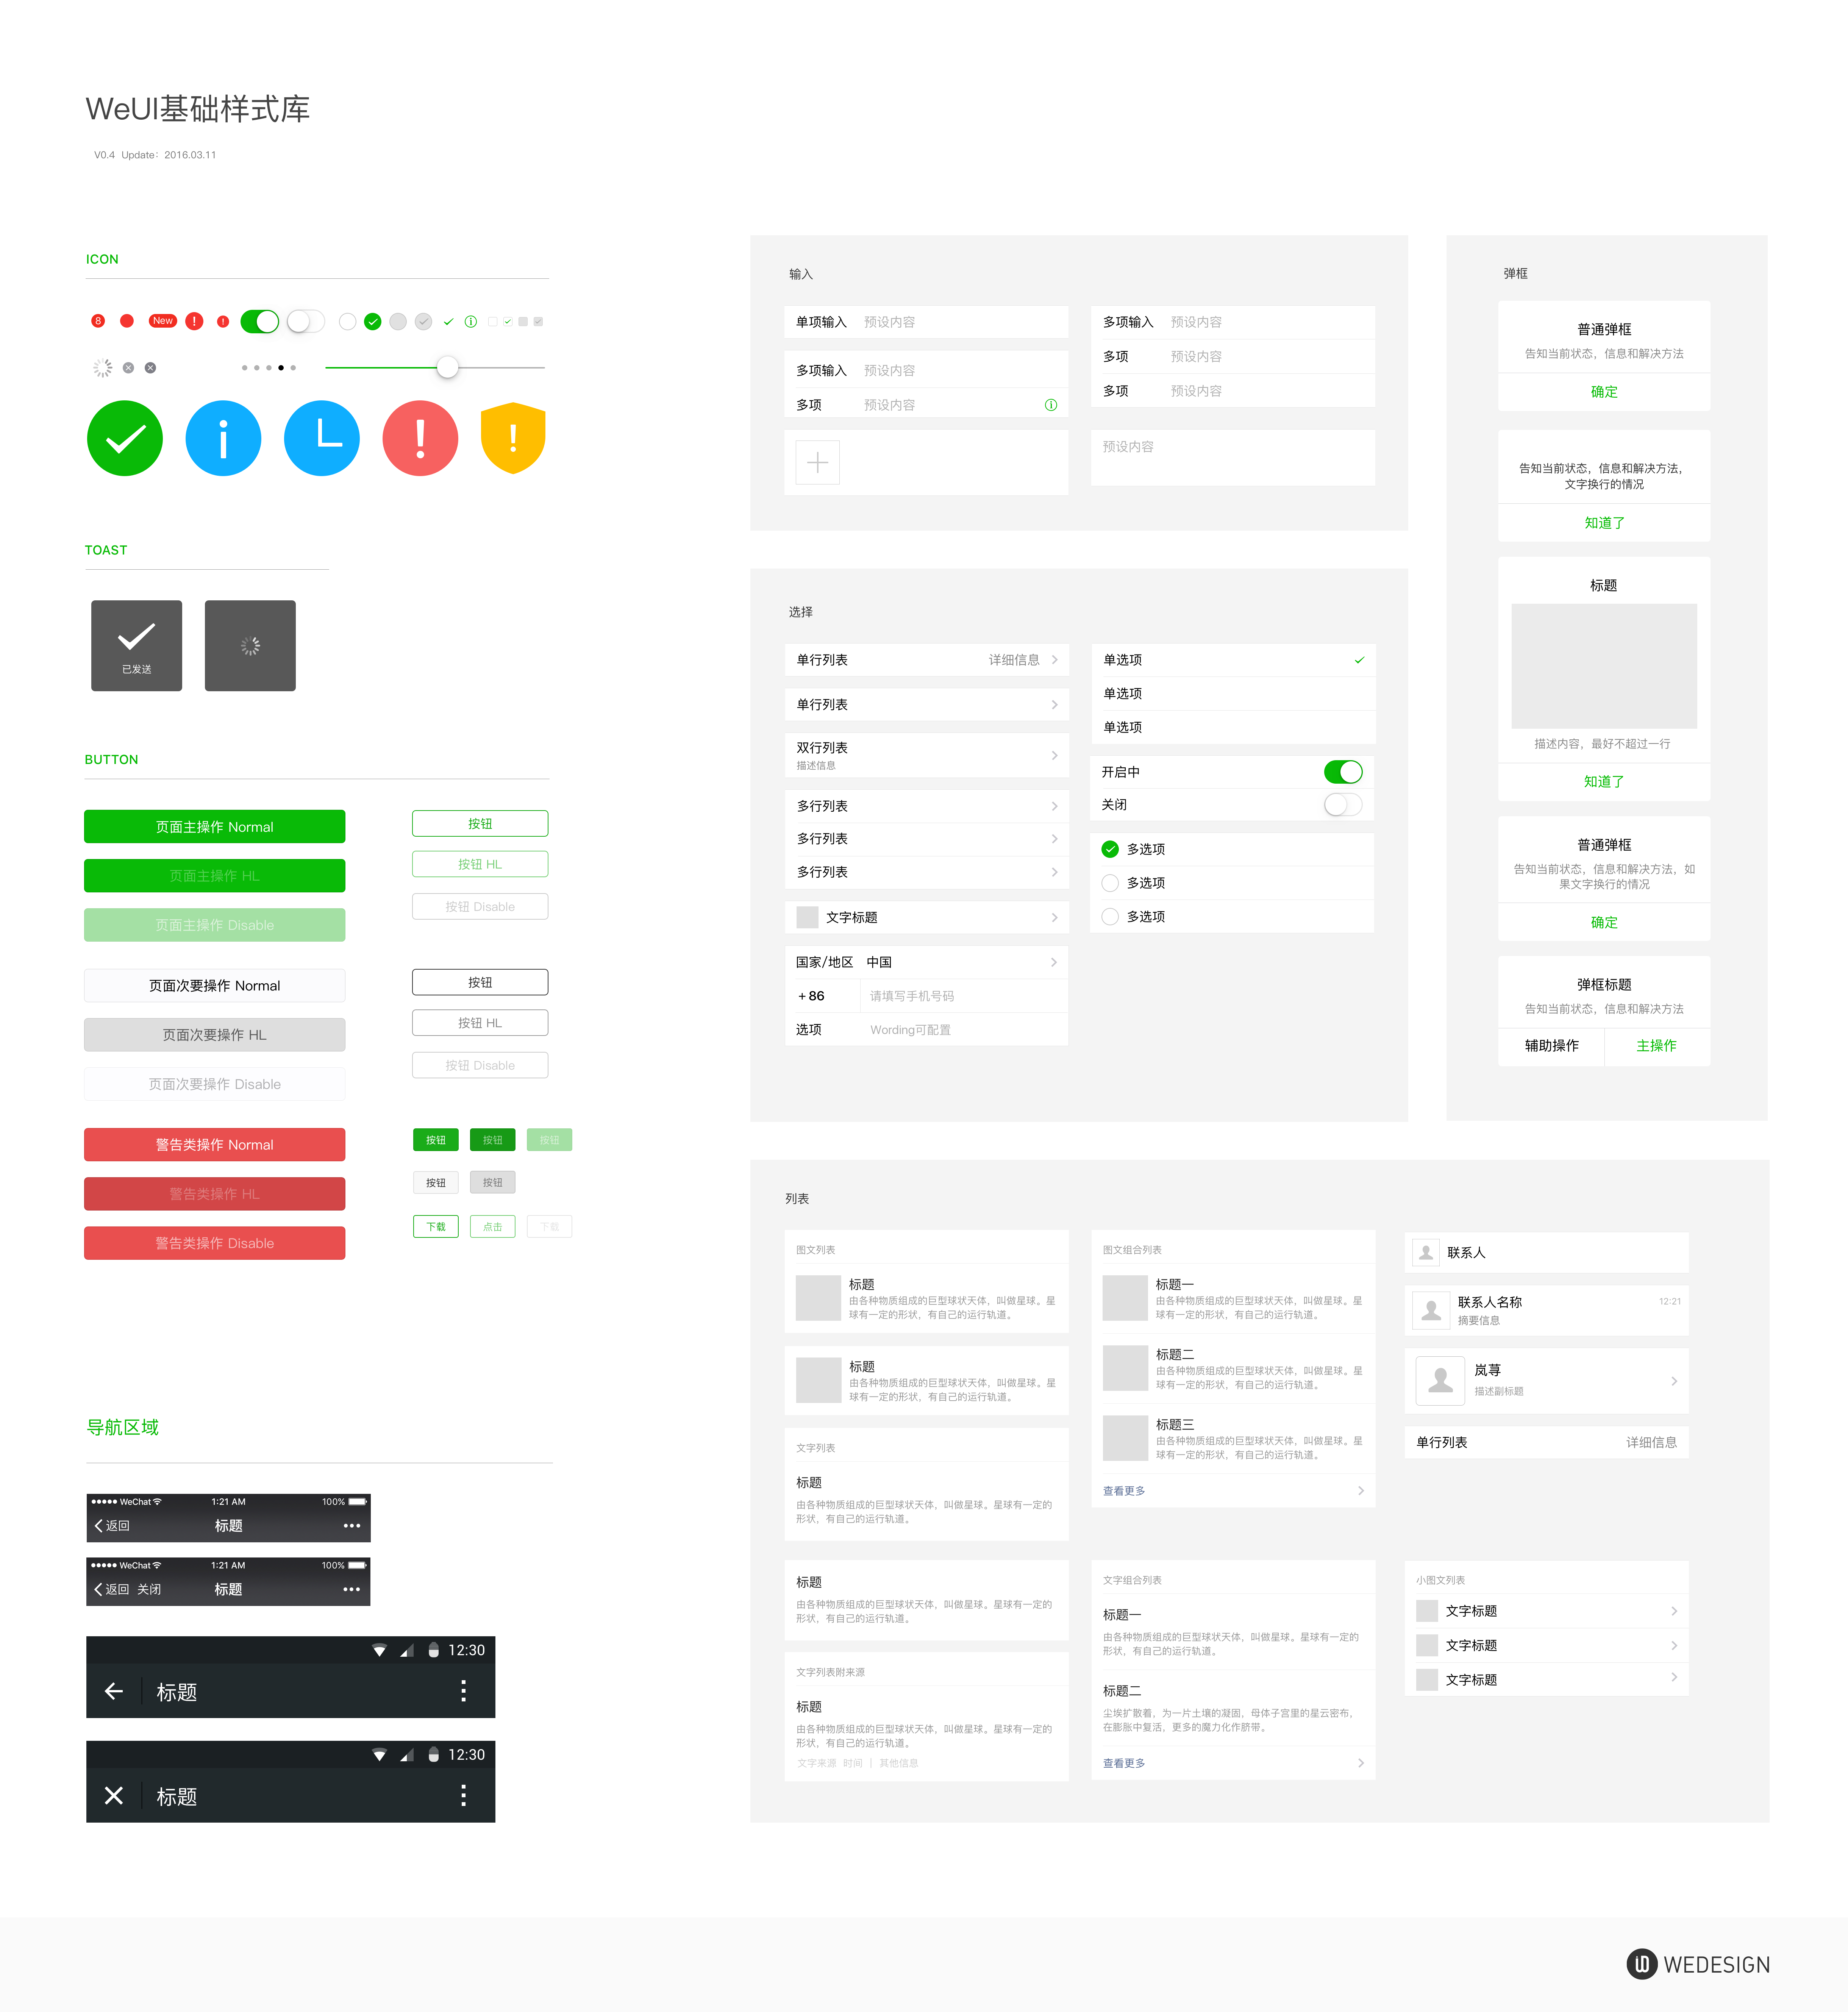 WeUI基础样式库
V0.4 Update：2016.03.11
ICON
8
New
TOAST
已发送
BUTTON
页面主操作 Normal
页面主操作 HL
页面主操作 Disable
页面次要操作 Normal
页面次要操作 HL
页面次要操作 Disable
警告类操作 Normal
警告类操作 HL
警告类操作 Disable
按钮
按钮 HL
按钮 Disable
按钮
按钮 HL
按钮 Disable
按钮 按钮 按钮
按钮 按钮
下载 点击 下载
导航区域
WeChat 1:21 AM 100%
返回 标题
WeChat 1:21 AM 100%
返回 关闭 标题
12:30
标题
12:30
标题
输入
单项输入 预设内容
多项输入 预设内容
多项 预设内容
多项输入 预设内容
多项 预设内容
多项 预设内容
预设内容
选择
单行列表 详细信息
单行列表
双行列表
描述信息
多行列表
多行列表
多行列表
文字标题
国家/地区 中国
+86 请填写手机号码
选项 Wording可配置
单选项
单选项
单选项
开启中
关闭
多选项
多选项
多选项
弹框
普通弹框
告知当前状态，信息和解决方法
确定
告知当前状态，信息和解决方法，
文字换行的情况
知道了
标题
描述内容，最好不超过一行
知道了
普通弹框
告知当前状态，信息和解决方法，如
果文字换行的情况
确定
弹框标题
告知当前状态，信息和解决方法
辅助操作 主操作
列表
图文列表
标题
由各种物质组成的巨型球状天体，叫做星球。星
球有一定的形状，有自己的运行轨道。
标题
由各种物质组成的巨型球状天体，叫做星球。星
球有一定的形状，有自己的运行轨道。
文字列表
标题
由各种物质组成的巨型球状天体，叫做星球。星球有一定的
形状，有自己的运行轨道。
标题
由各种物质组成的巨型球状天体，叫做星球。星球有一定的
形状，有自己的运行轨道。
文字列表附来源
标题
由各种物质组成的巨型球状天体，叫做星球。星球有一定的
形状，有自己的运行轨道。
文字来源 时间 | 其他信息
图文组合列表
标题一
由各种物质组成的巨型球状天体，叫做星球。星
球有一定的形状，有自己的运行轨道。
标题二
由各种物质组成的巨型球状天体，叫做星球。星
球有一定的形状，有自己的运行轨道。
标题三
由各种物质组成的巨型球状天体，叫做星球。星
球有一定的形状，有自己的运行轨道。
查看更多
文字组合列表
标题一
由各种物质组成的巨型球状天体，叫做星球。星球有一定的
形状，有自己的运行轨道。
标题二
尘埃扩散着，为一片土壤的凝固，母体子宫里的星云密布，
在膨胀中复活，更多的魔力化作脐带。
查看更多
联系人
联系人名称 12:21
摘要信息
岚荨
描述副标题
单行列表 详细信息
小图文列表
文字标题
文字标题
文字标题
WEDESIGN